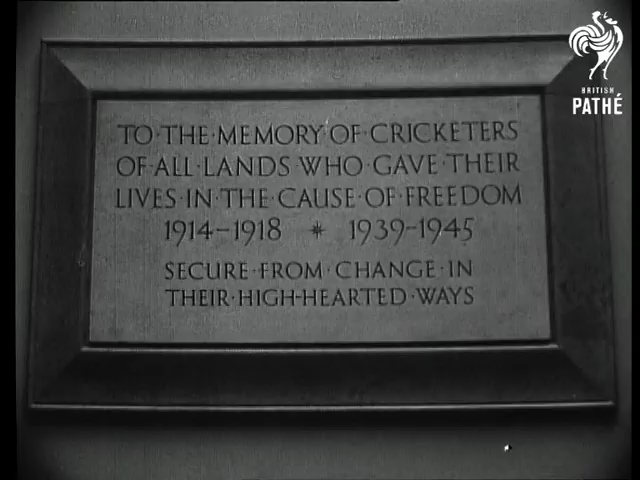 BRITISH
PATHÉ
TO·THE·MEMORY·OF·CRICKETERS
OF·ALL·LANDS·WHO·GAVE·THEIR
LIVES·IN·THE·CAUSE·OF·FREEDOM
1914–1918 * 1939–1945
SECURE·FROM·CHANGE·IN
THEIR·HIGH-HEARTED·WAYS